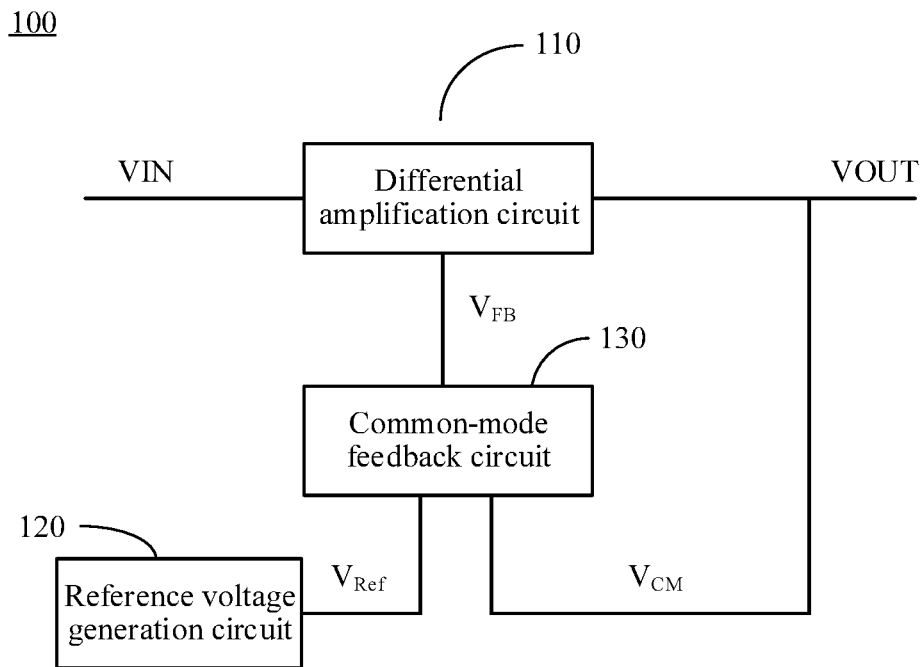 100
110
VIN
Differential
amplification circuit
VOUT
V_FB
130
Common-mode
feedback circuit
120
Reference voltage
generation circuit
V_Ref
V_CM